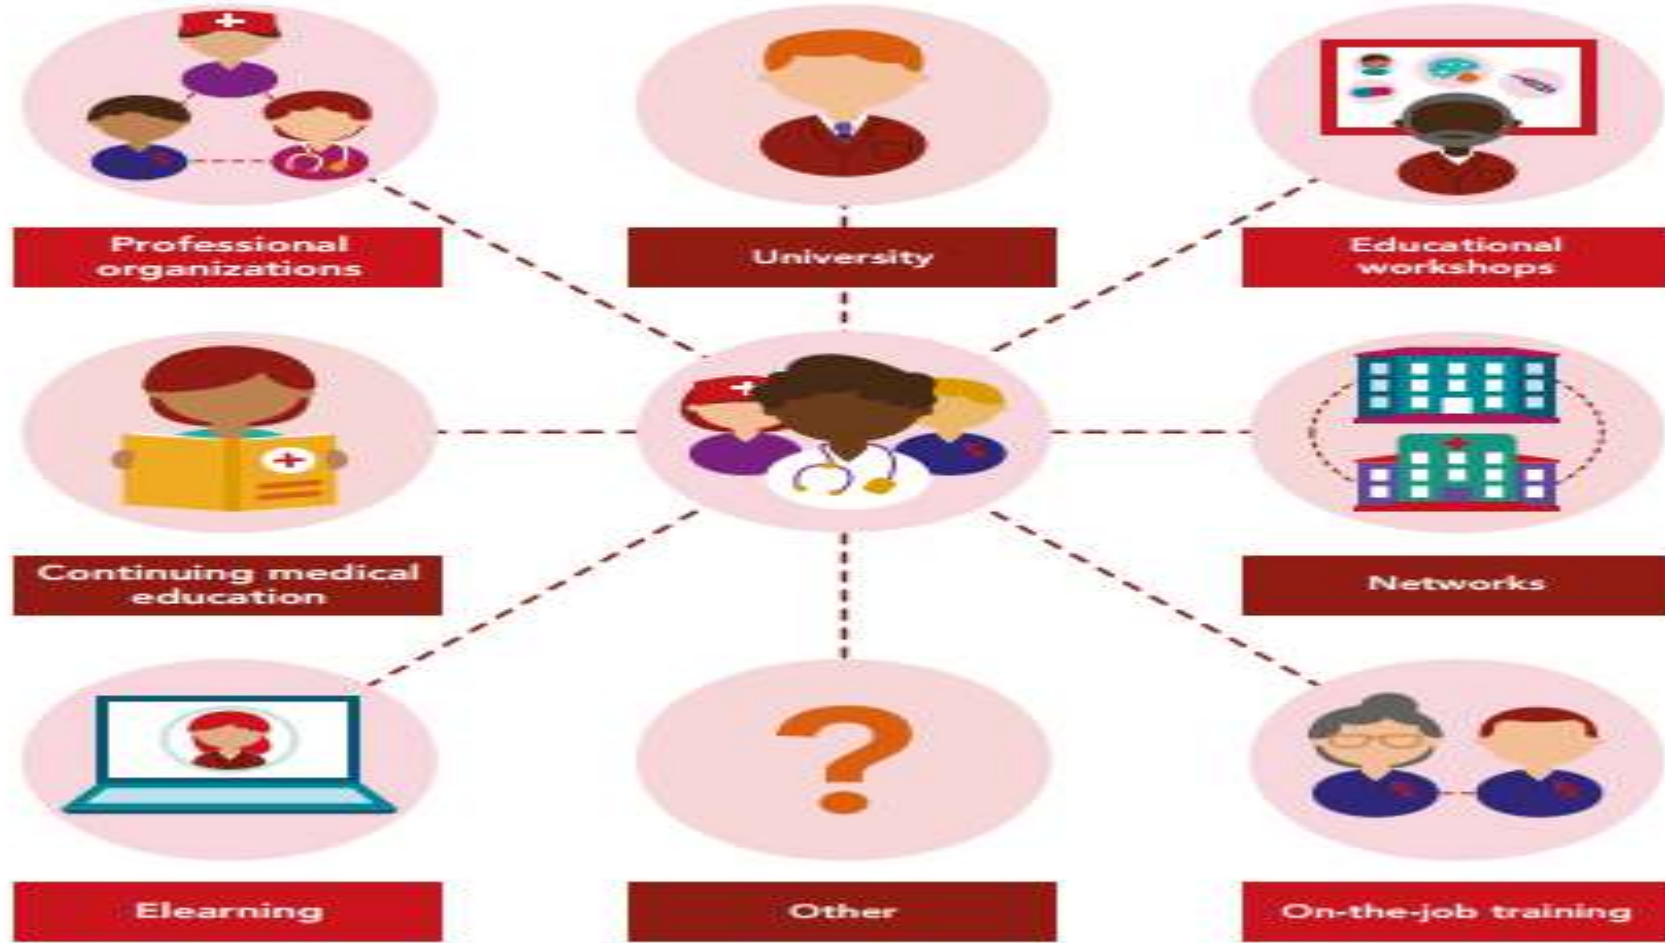 Professional
organizations
University
Educational
workshops
Continuing medical
education
Networks
Elearning
Other
?
On-the-job training